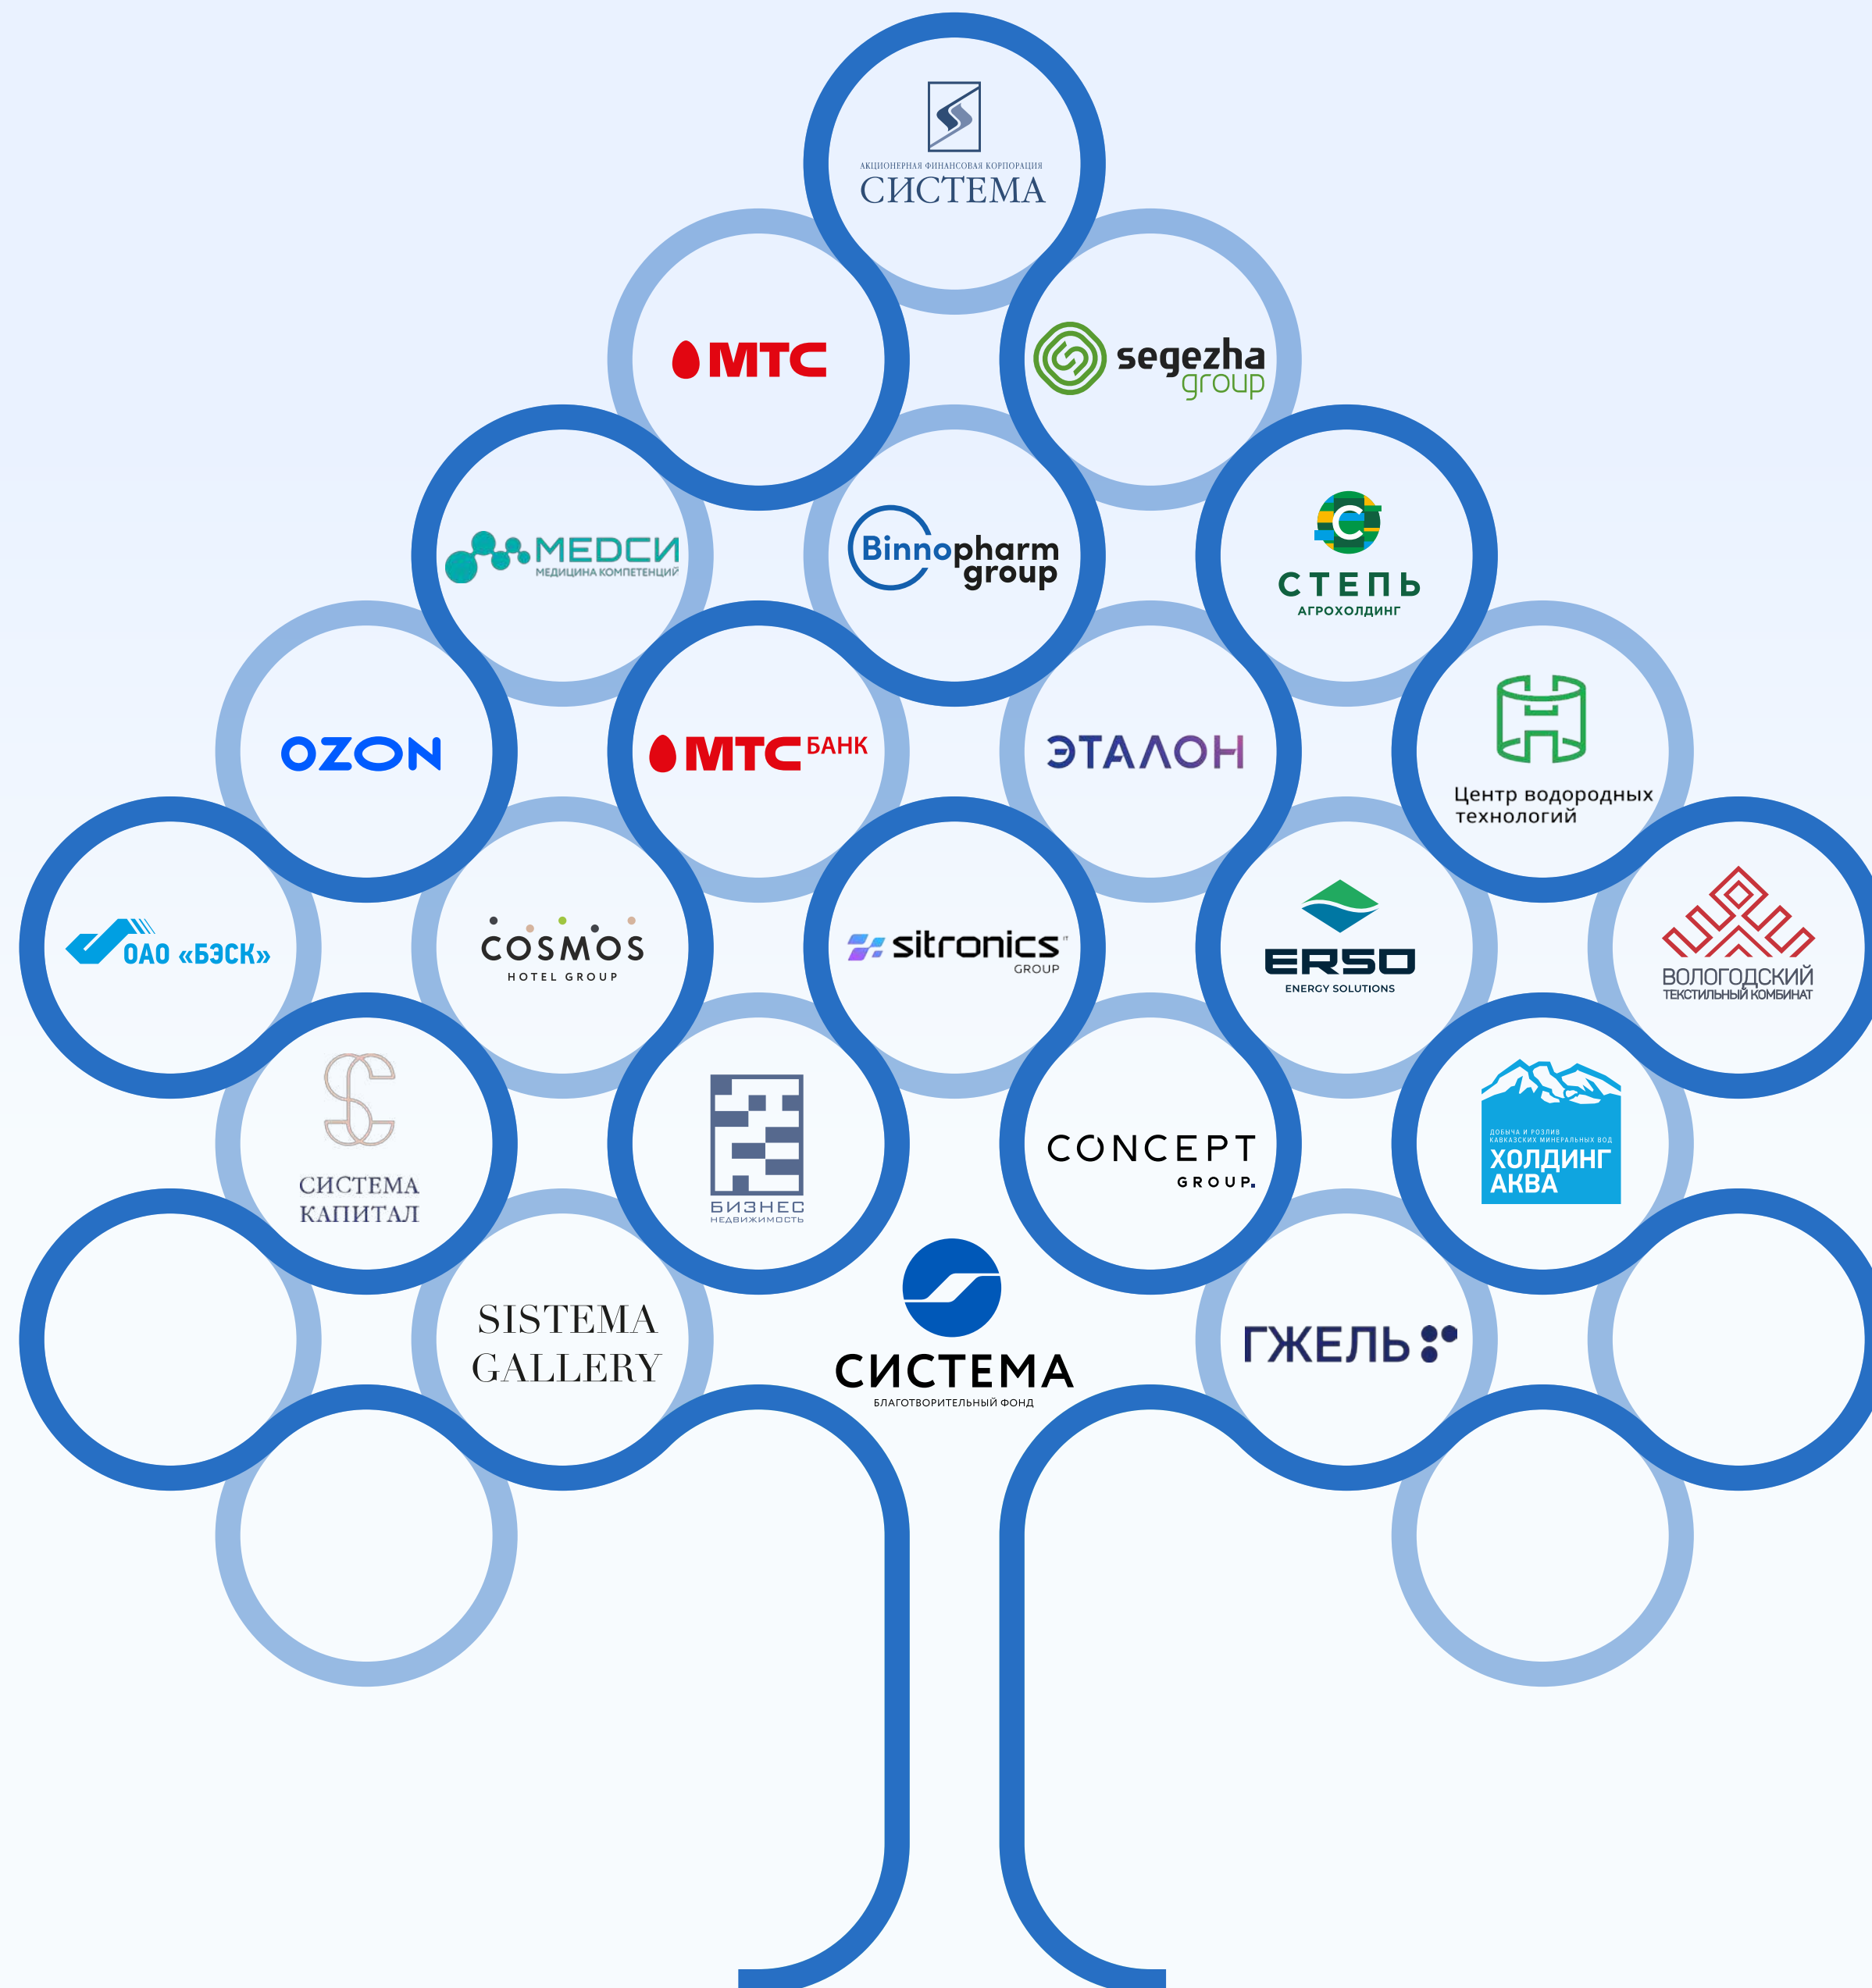 АКЦИОНЕРНАЯ ФИНАНСОВАЯ КОРПОРАЦИЯ
СИСТЕМА
МТС
segezha
group
МЕDСИ
МЕДИЦИНА КОМПЕТЕНЦИЙ
Binnopharm
group
СТЕПЬ
АГРОХОЛДИНГ
OZON
МТС БАНК
ЭТАЛОН
Центр водородных
технологий
ОАО «БЭСК»
COSMOS
HOTEL GROUP
sitronics IT
GROUP
ERSO
ENERGY SOLUTIONS
ВОЛОГОДСКИЙ
ТЕКСТИЛЬНЫЙ КОМБИНАТ
СИСТЕМА
КАПИТАЛ
БИЗНЕС
НЕДВИЖИМОСТЬ
CONCEPT
GROUP.
ДОБЫЧА И РОЗЛИВ
КАВКАЗСКИХ МИНЕРАЛЬНЫХ ВОД
ХОЛДИНГ
АКВА
SISTEMA
GALLERY
СИСТЕМА
БЛАГОТВОРИТЕЛЬНЫЙ ФОНД
ГЖЕЛЬ